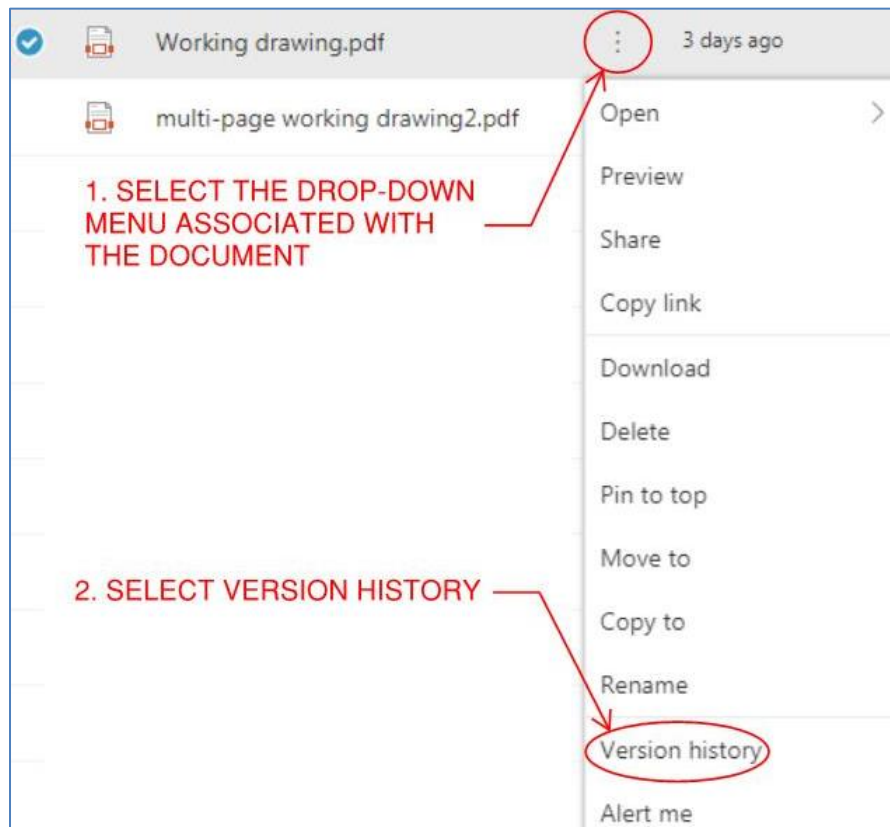 Working drawing.pdf
3 days ago
multi-page working drawing2.pdf
Open
Preview
1. SELECT THE DROP-DOWN
MENU ASSOCIATED WITH
THE DOCUMENT
Share
Copy link
Download
Delete
Pin to top
Move to
2. SELECT VERSION HISTORY
Copy to
Rename
Version history
Alert me